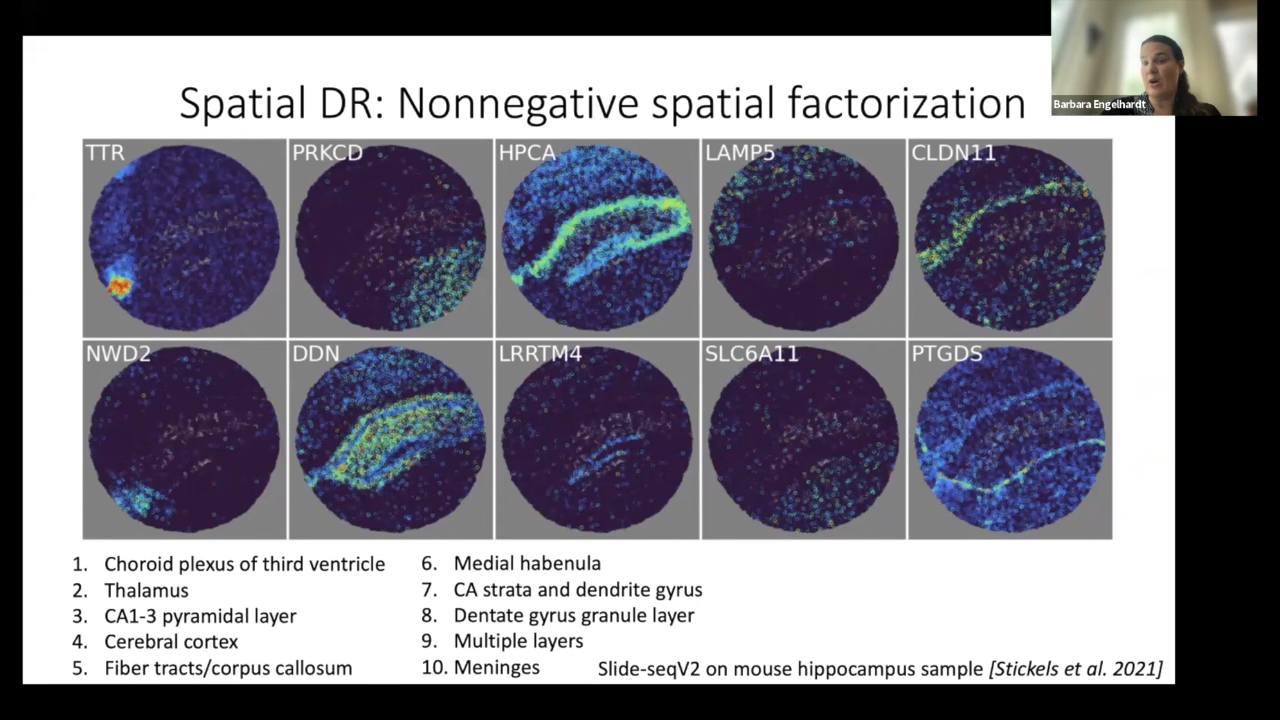 Barbara Engelhardt
Spatial DR: Nonnegative spatial factorization
TTR PRKCD HPCA LAMP5 CLDN11
NWD2 DDN LRRTM4 SLC6A11 PTGDS
1. Choroid plexus of third ventricle
2. Thalamus
3. CA1-3 pyramidal layer
4. Cerebral cortex
5. Fiber tracts/corpus callosum
6. Medial habenula
7. CA strata and dendrite gyrus
8. Dentate gyrus granule layer
9. Multiple layers
10. Meninges
Slide-seqV2 on mouse hippocampus sample [Stickels et al. 2021]